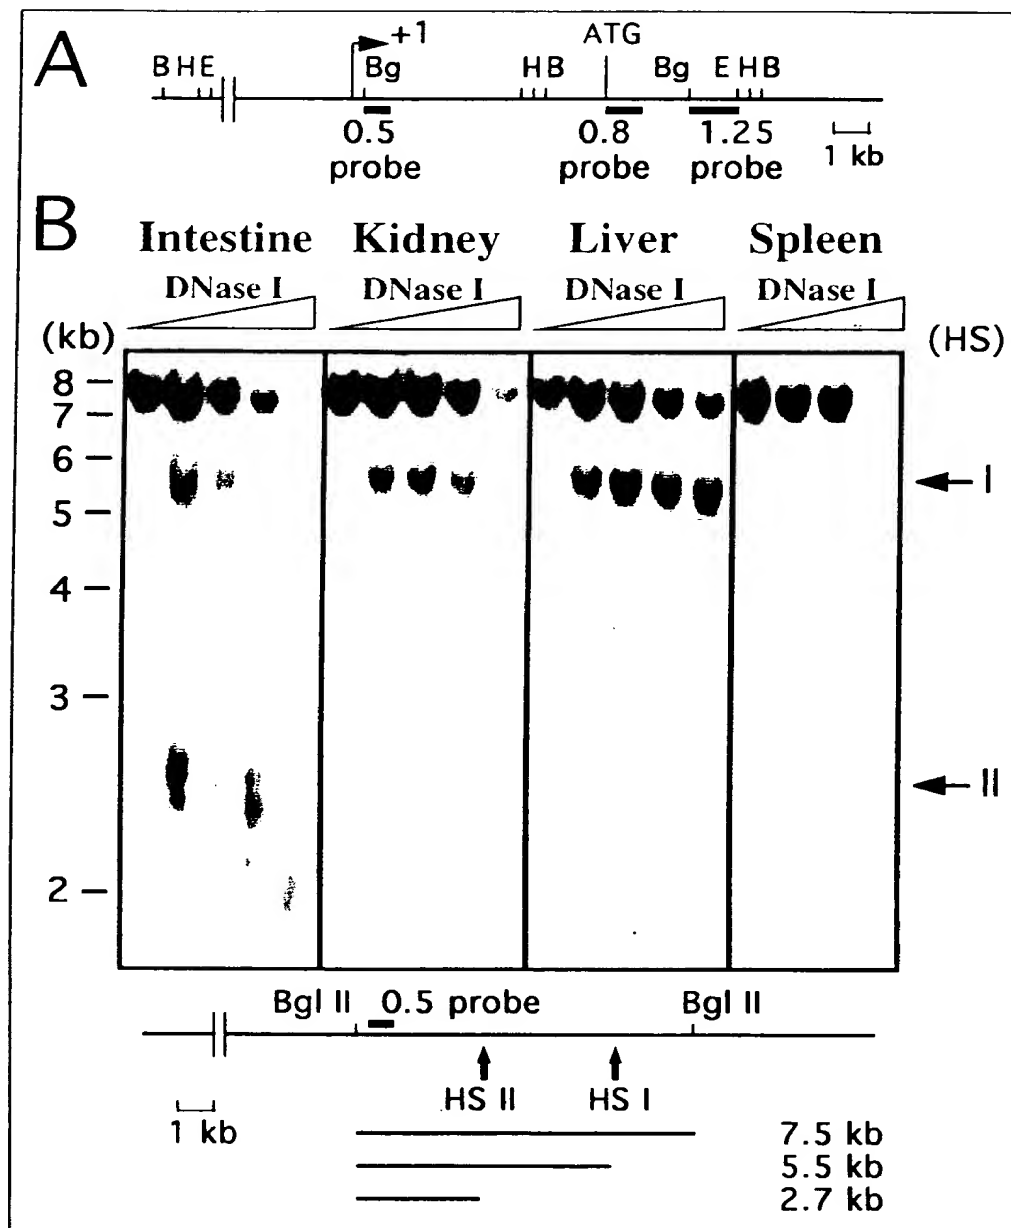 A
+1
ATG
B H E
Bg
H B
Bg
E H B
0.5
probe
0.8
probe
1.25
probe
1 kb
B
Intestine
Kidney
Liver
Spleen
DNase I
DNase I
DNase I
DNase I
(kb)
(HS)
8
7
6
I
5
4
3
II
2
Bgl II
0.5 probe
Bgl II
HS II
HS I
1 kb
7.5 kb
5.5 kb
2.7 kb